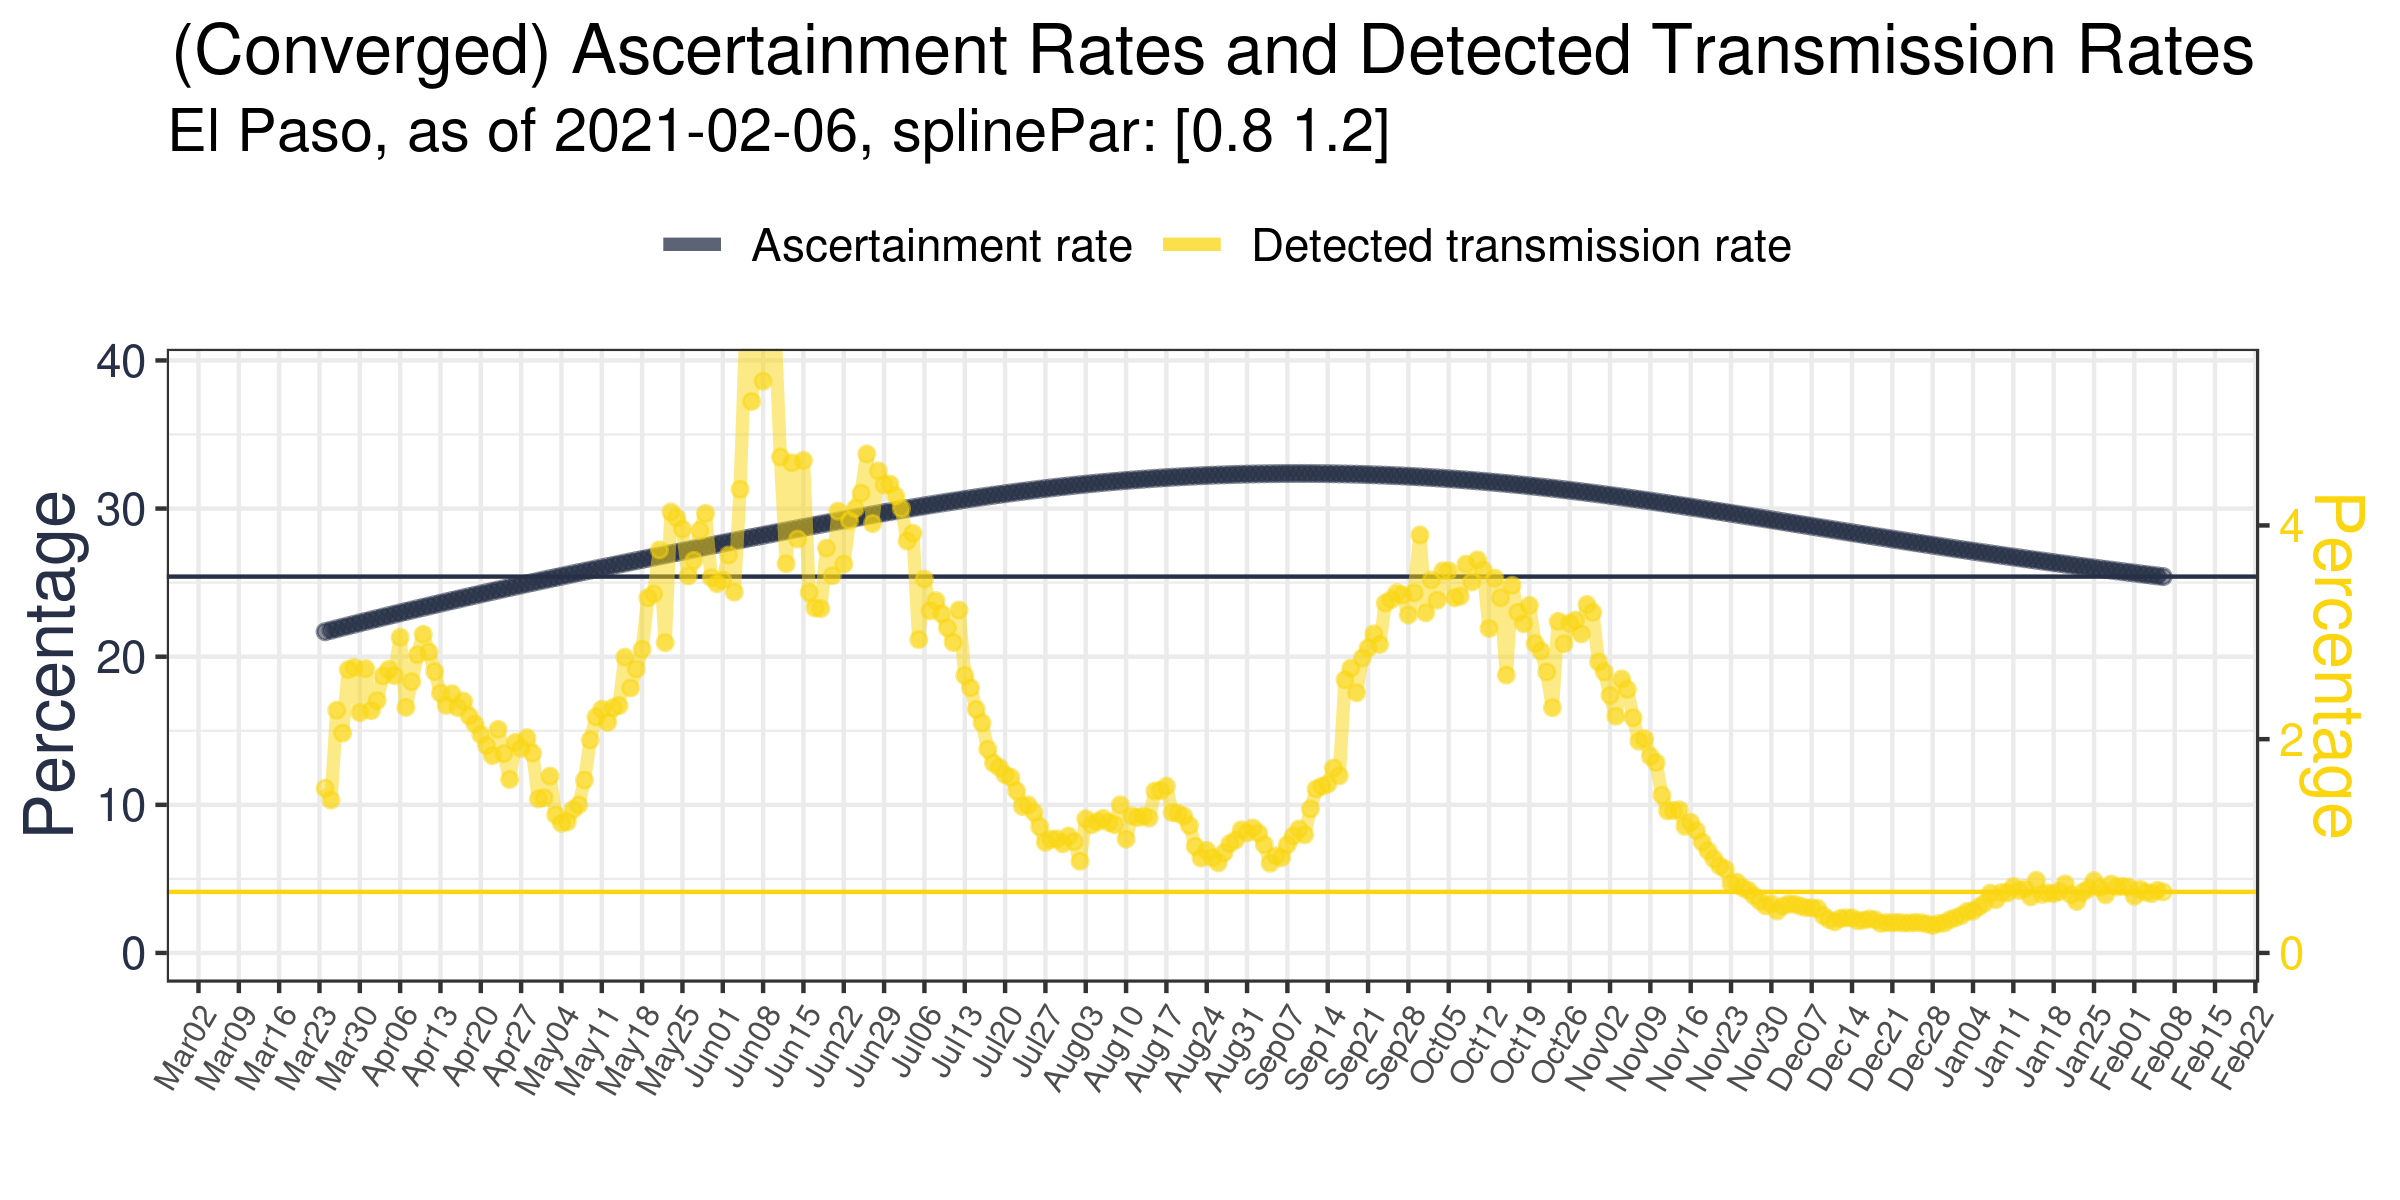 (Converged) Ascertainment Rates and Detected Transmission Rates
El Paso, as of 2021-02-06, splinePar: [0.8 1.2]
Ascertainment rate
Detected transmission rate
Percentage
40
30
20
10
0
Percentage
4
2
0
Mar02
Mar09
Mar16
Mar23
Mar30
Apr06
Apr13
Apr20
Apr27
May04
May11
May18
May25
Jun01
Jun08
Jun15
Jun22
Jun29
Jul06
Jul13
Jul20
Jul27
Aug03
Aug10
Aug17
Aug24
Aug31
Sep07
Sep14
Sep21
Sep28
Oct05
Oct12
Oct19
Oct26
Nov02
Nov09
Nov16
Nov23
Nov30
Dec07
Dec14
Dec21
Dec28
Jan04
Jan11
Jan18
Jan25
Feb01
Feb08
Feb15
Feb22